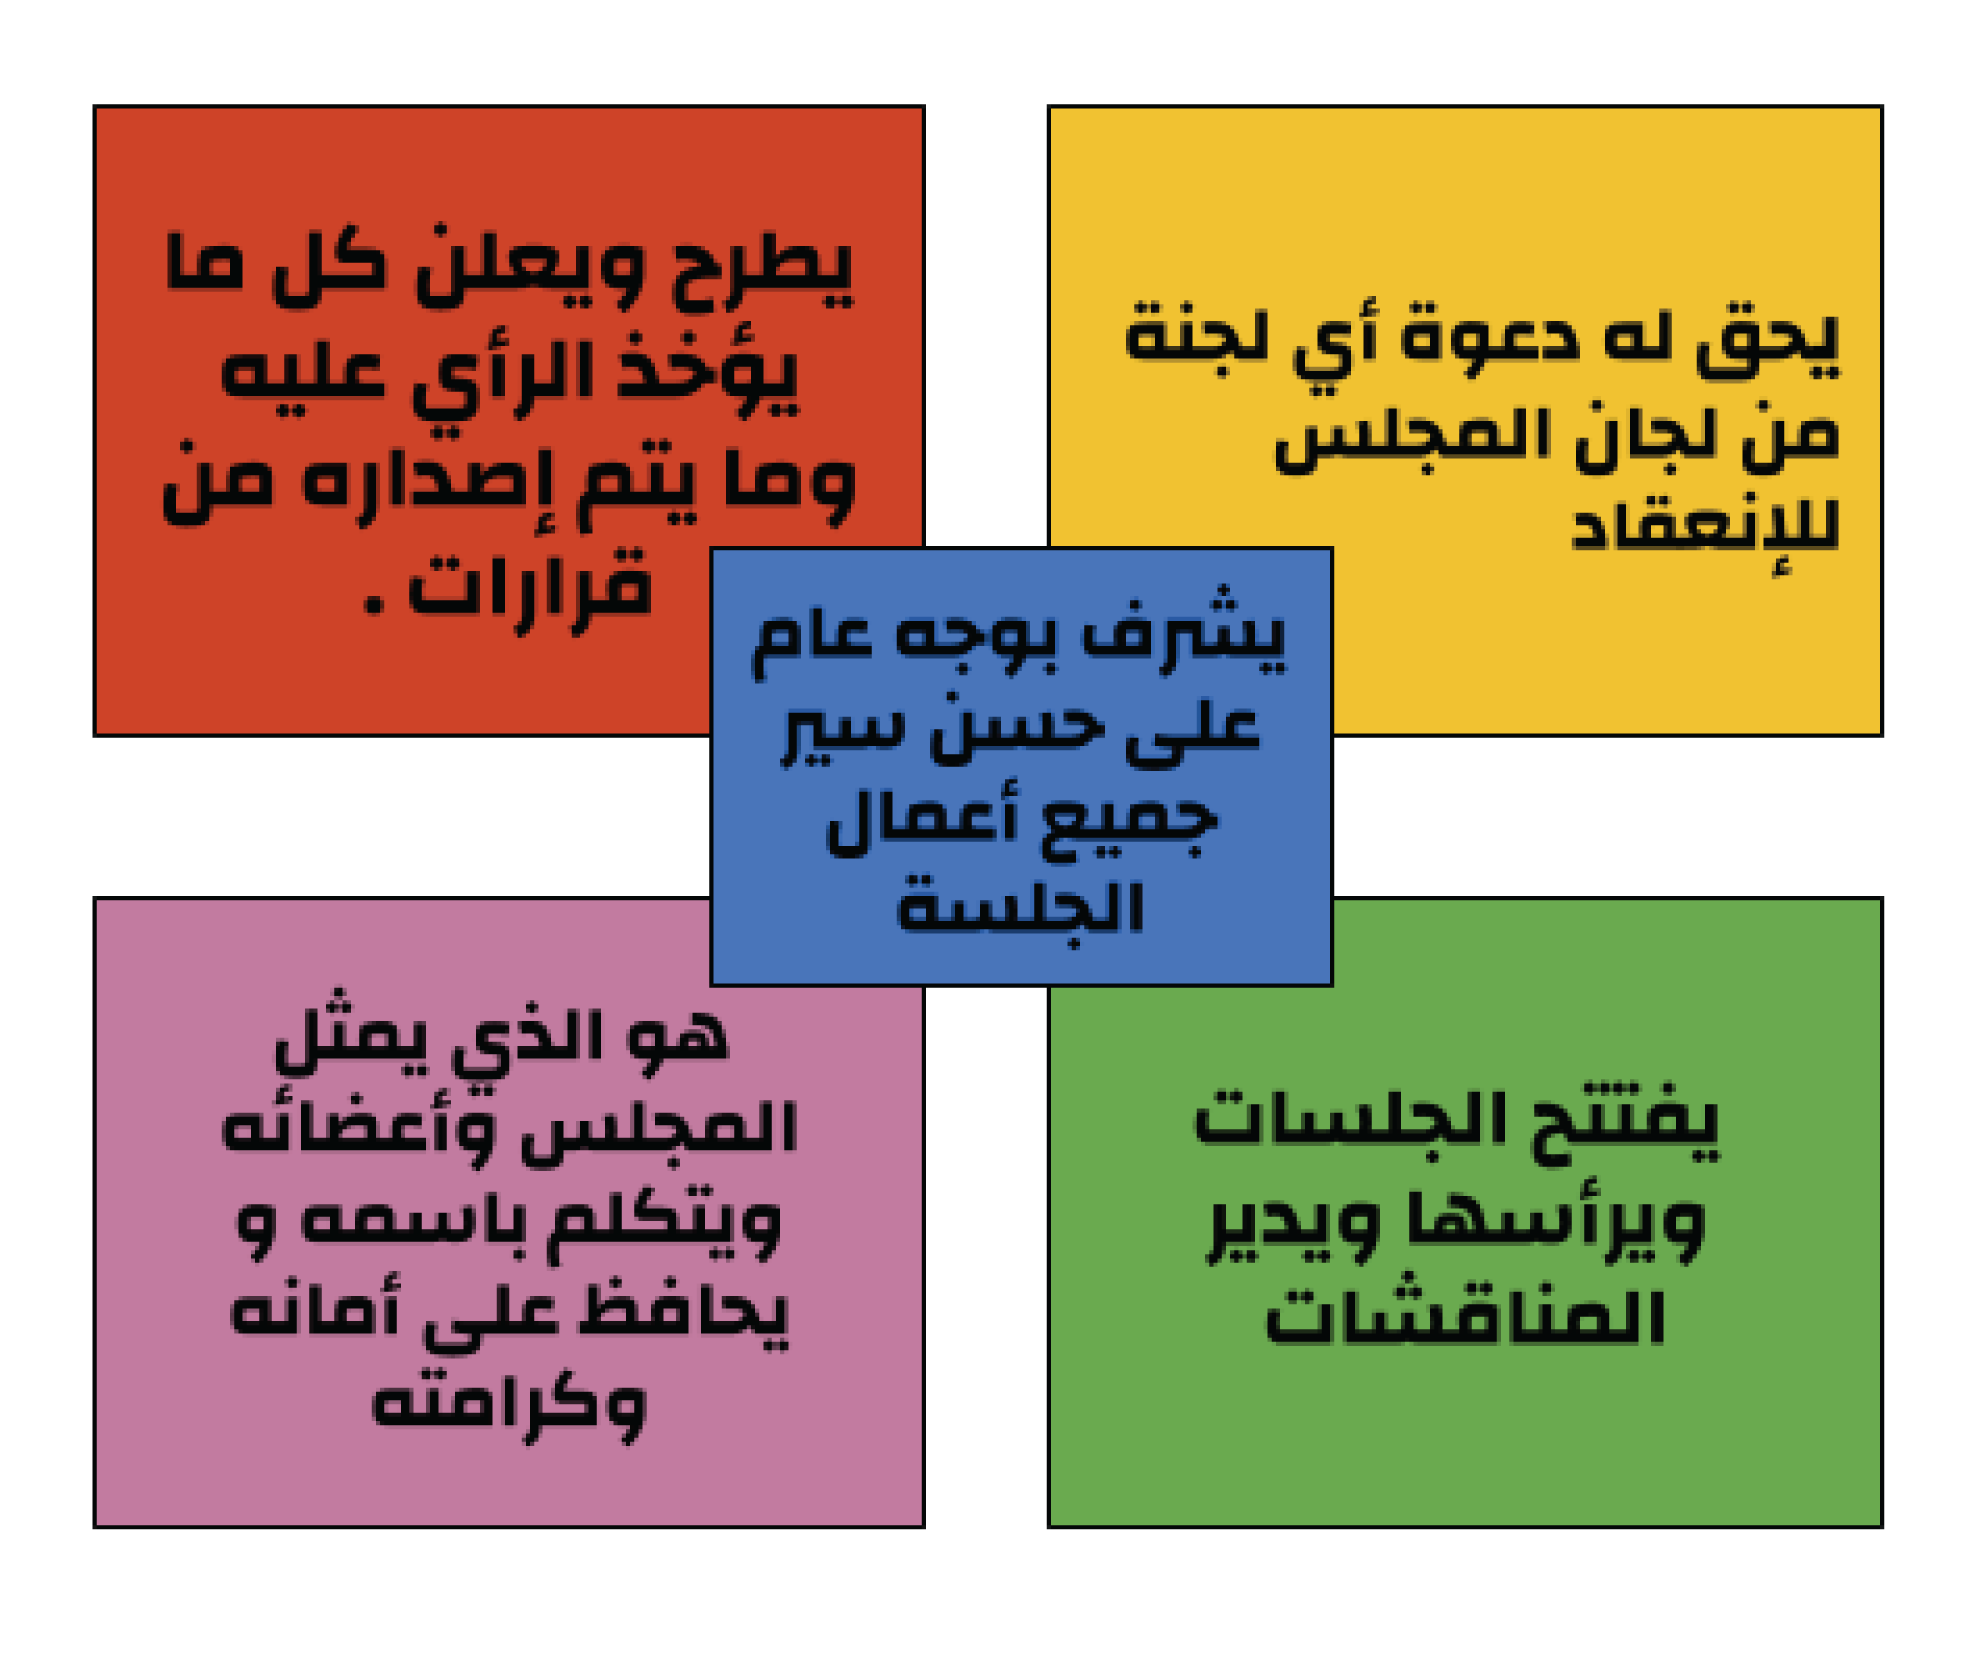 يحق له دعوة أي لجنة
من لجان المجلس
للإنعقاد
يطرح ويعلن كل ما
يؤخذ الرأي عليه
وما يتم إصداره من
قرارات .
يشرف بوجه عام
على حسن سير
جميع أعمال
الجلسة
يفتتح الجلسات
ويرأسها ويدير
المناقشات
هو الذي يمثل
المجلس وأعضائه
ويتكلم باسمه و
يحافظ على أمانه
وكرامته